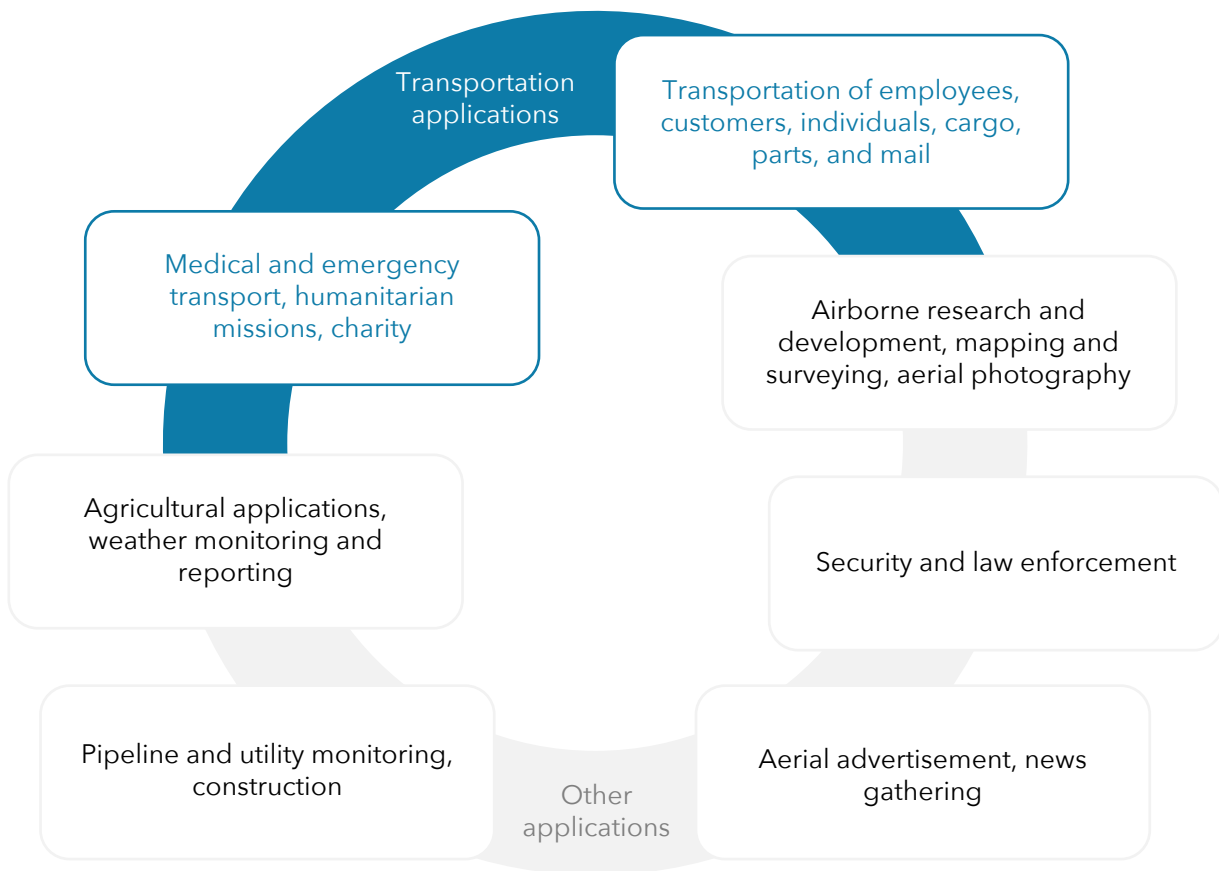 Transportation
applications
Transportation of employees,
customers, individuals, cargo,
parts, and mail
Medical and emergency
transport, humanitarian
missions, charity
Airborne research and
development, mapping and
surveying, aerial photography
Agricultural applications,
weather monitoring and
reporting
Security and law enforcement
Pipeline and utility monitoring,
construction
Aerial advertisement, news
gathering
Other
applications